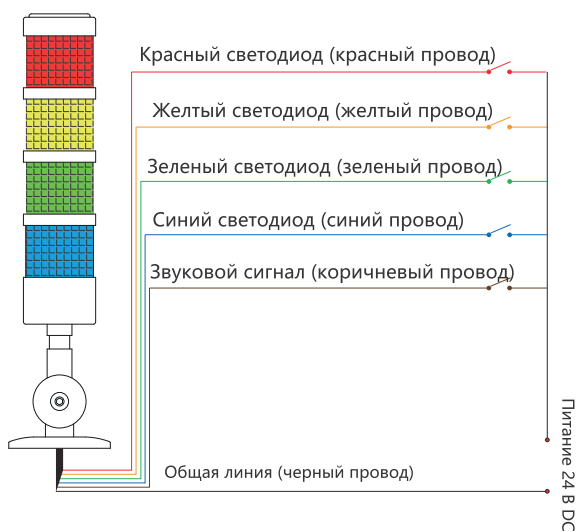 Красный светодиод (красный провод)
Желтый светодиод (желтый провод)
Зеленый светодиод (зеленый провод)
Синий светодиод (синий провод)
Звуковой сигнал (коричневый провод)
Общая линия (черный провод)
Питание 24 В DC